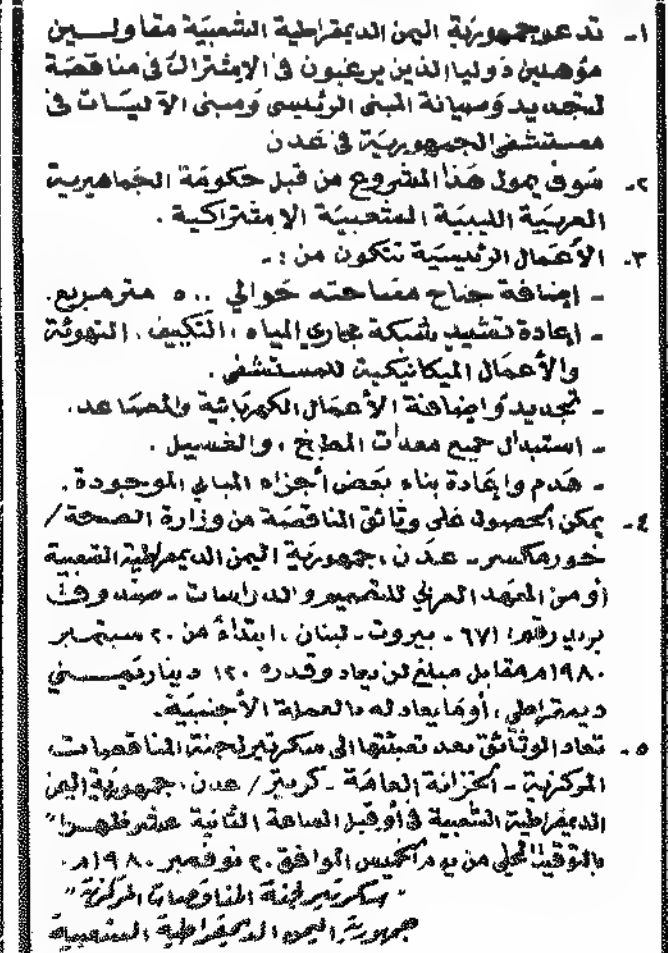 ١- تدعو جمهورية اليمن الديمقراطية الشعبية مقاولين
مؤهلين دوليا الذين يرغبون في الاشتراك في مناقصة
لتجديد وصيانة المبنى الرئيسي ومبنى الآنسات في
مستشفى الجمهورية في عدن
٢- سوف يمول هذا المشروع من قبل حكومة الجماهيرية
العربية الليبية الشعبية الاشتراكية .
٣- الأعمال الرئيسية تتكون من : -
- إضافة جناح مساحته حوالي ٥٠٠ متر مربع.
- إعادة تشييد شبكة مجاري المياه ، التكييف . التهوئة
والأعمال الميكانيكية للمستشفى .
- تجديد وإضافة الأعمال الكهربائية والمصاعد.
- استبدال جميع معدات المطبخ ، والغسيل .
- هدم وإعادة بناء بعض أجزاء المباني الموجودة .
٤- يمكن الحصول على وثائق المناقصة من وزارة الصحة /
خورمكسر - عدن ، جمهورية اليمن الديمقراطية الشعبية
أو من المعهد العربي للتصميم والدراسات - صندوق
بريد رقم ٦٧١ - بيروت - لبنان ، ابتداءً من ٢٠ سبتمبر
١٩٨٠م مقابل مبلغ لن يعاد وقدره ١٢٠ دينار يمني
ديمقراطي ، أو ما يعادله بالعملة الأجنبية.
٥- تعاد الوثائق بعد تعبئتها الى سكرتير لجنة المناقصات
المركزية - الخزانة العامة - كريتر / عدن ، جمهورية اليمن
الديمقراطية الشعبية في أو قبل الساعة الثانية عشر ظهرا"
بالتوقيت المحلي من يوم الخميس الموافق ٢٠ نوفمبر ١٩٨٠م.
" سكرتير لجنة المناقصات المركزية "
جمهورية اليمن الديمقراطية الشعبية